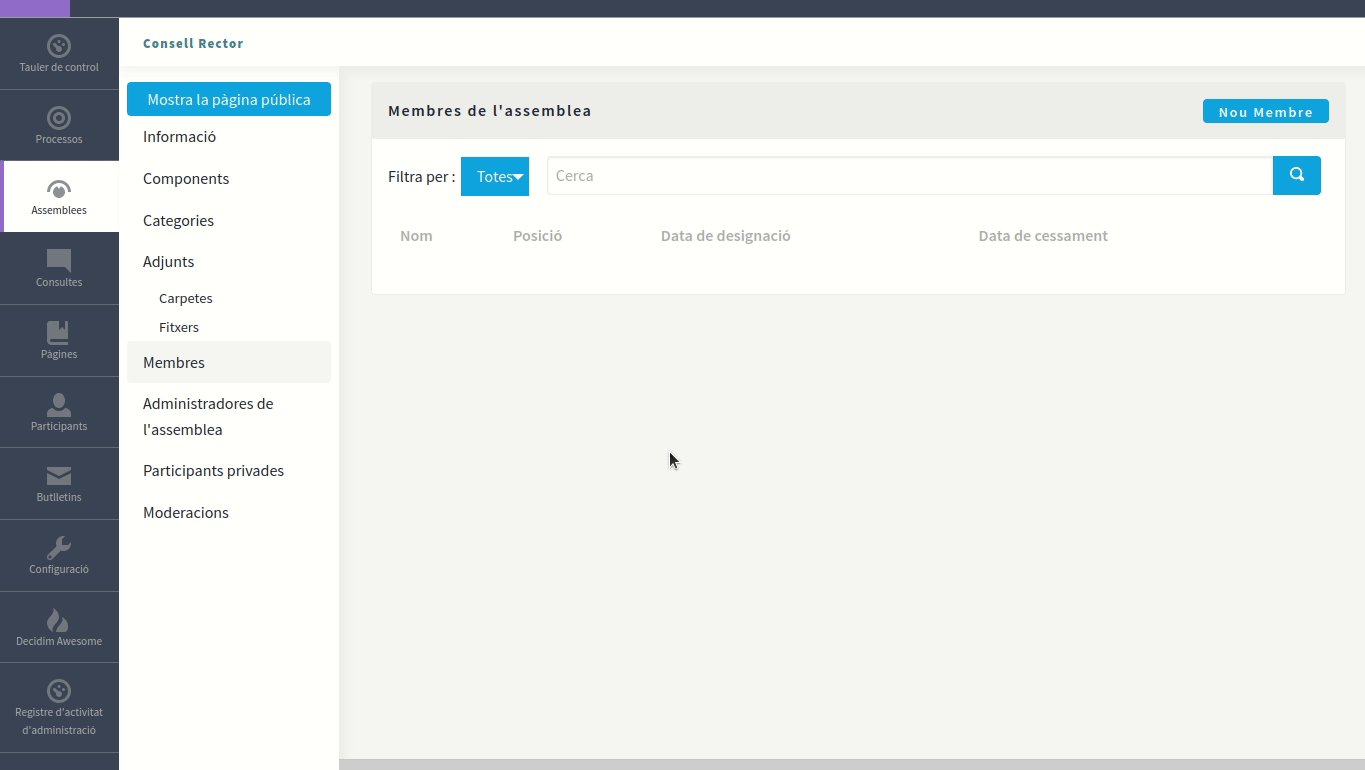 Consell Rector
Tauler de control
Processos
Assemblees
Consultes
Pàgines
Participants
Butlletins
Configuració
Decidim Awesome
Registre d'activitat
d'administració
Mostra la pàgina pública
Informació
Components
Categories
Adjunts
Carpetes
Fitxers
Membres
Administradores de
l'assemblea
Participants privades
Moderacions
Membres de l'assemblea
Nou Membre
Filtra per : Totes Cerca
Nom Posició Data de designació Data de cessament